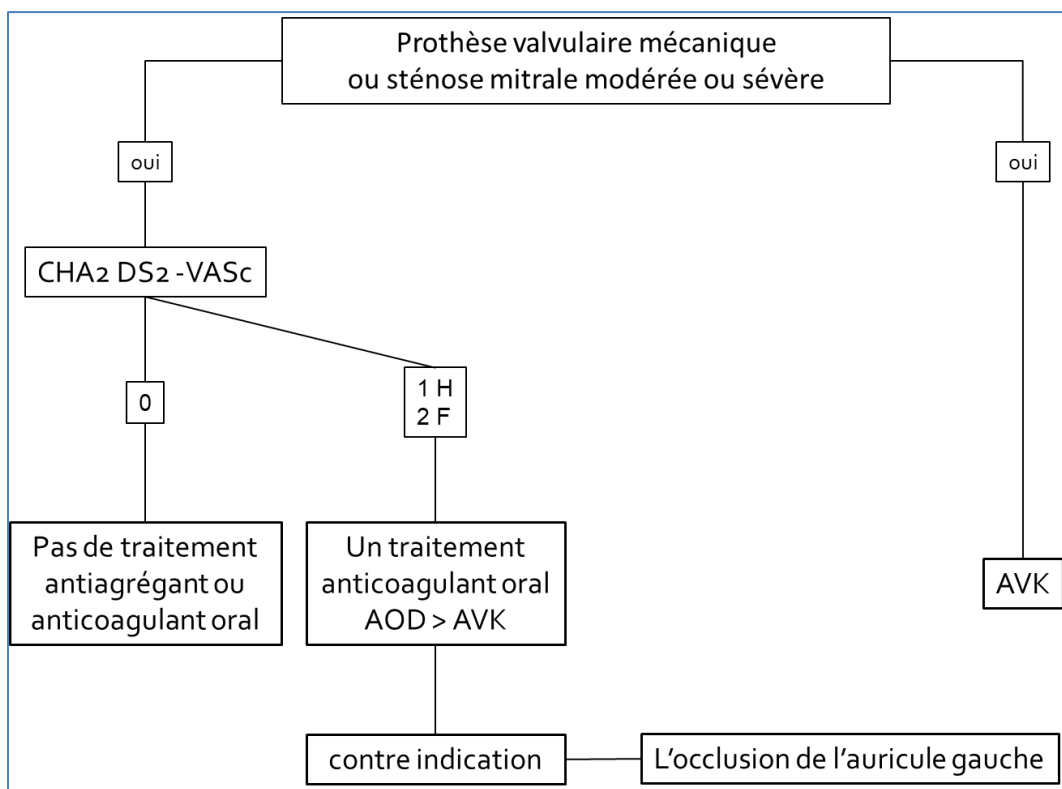 Prothèse valvulaire mécanique
ou sténose mitrale modérée ou sévère
oui
oui
CHA2 DS2 -VASc
0
1 H
2 F
Pas de traitement
antiagrégant ou
anticoagulant oral
Un traitement
anticoagulant oral
AOD > AVK
AVK
contre indication
L'occlusion de l'auricule gauche